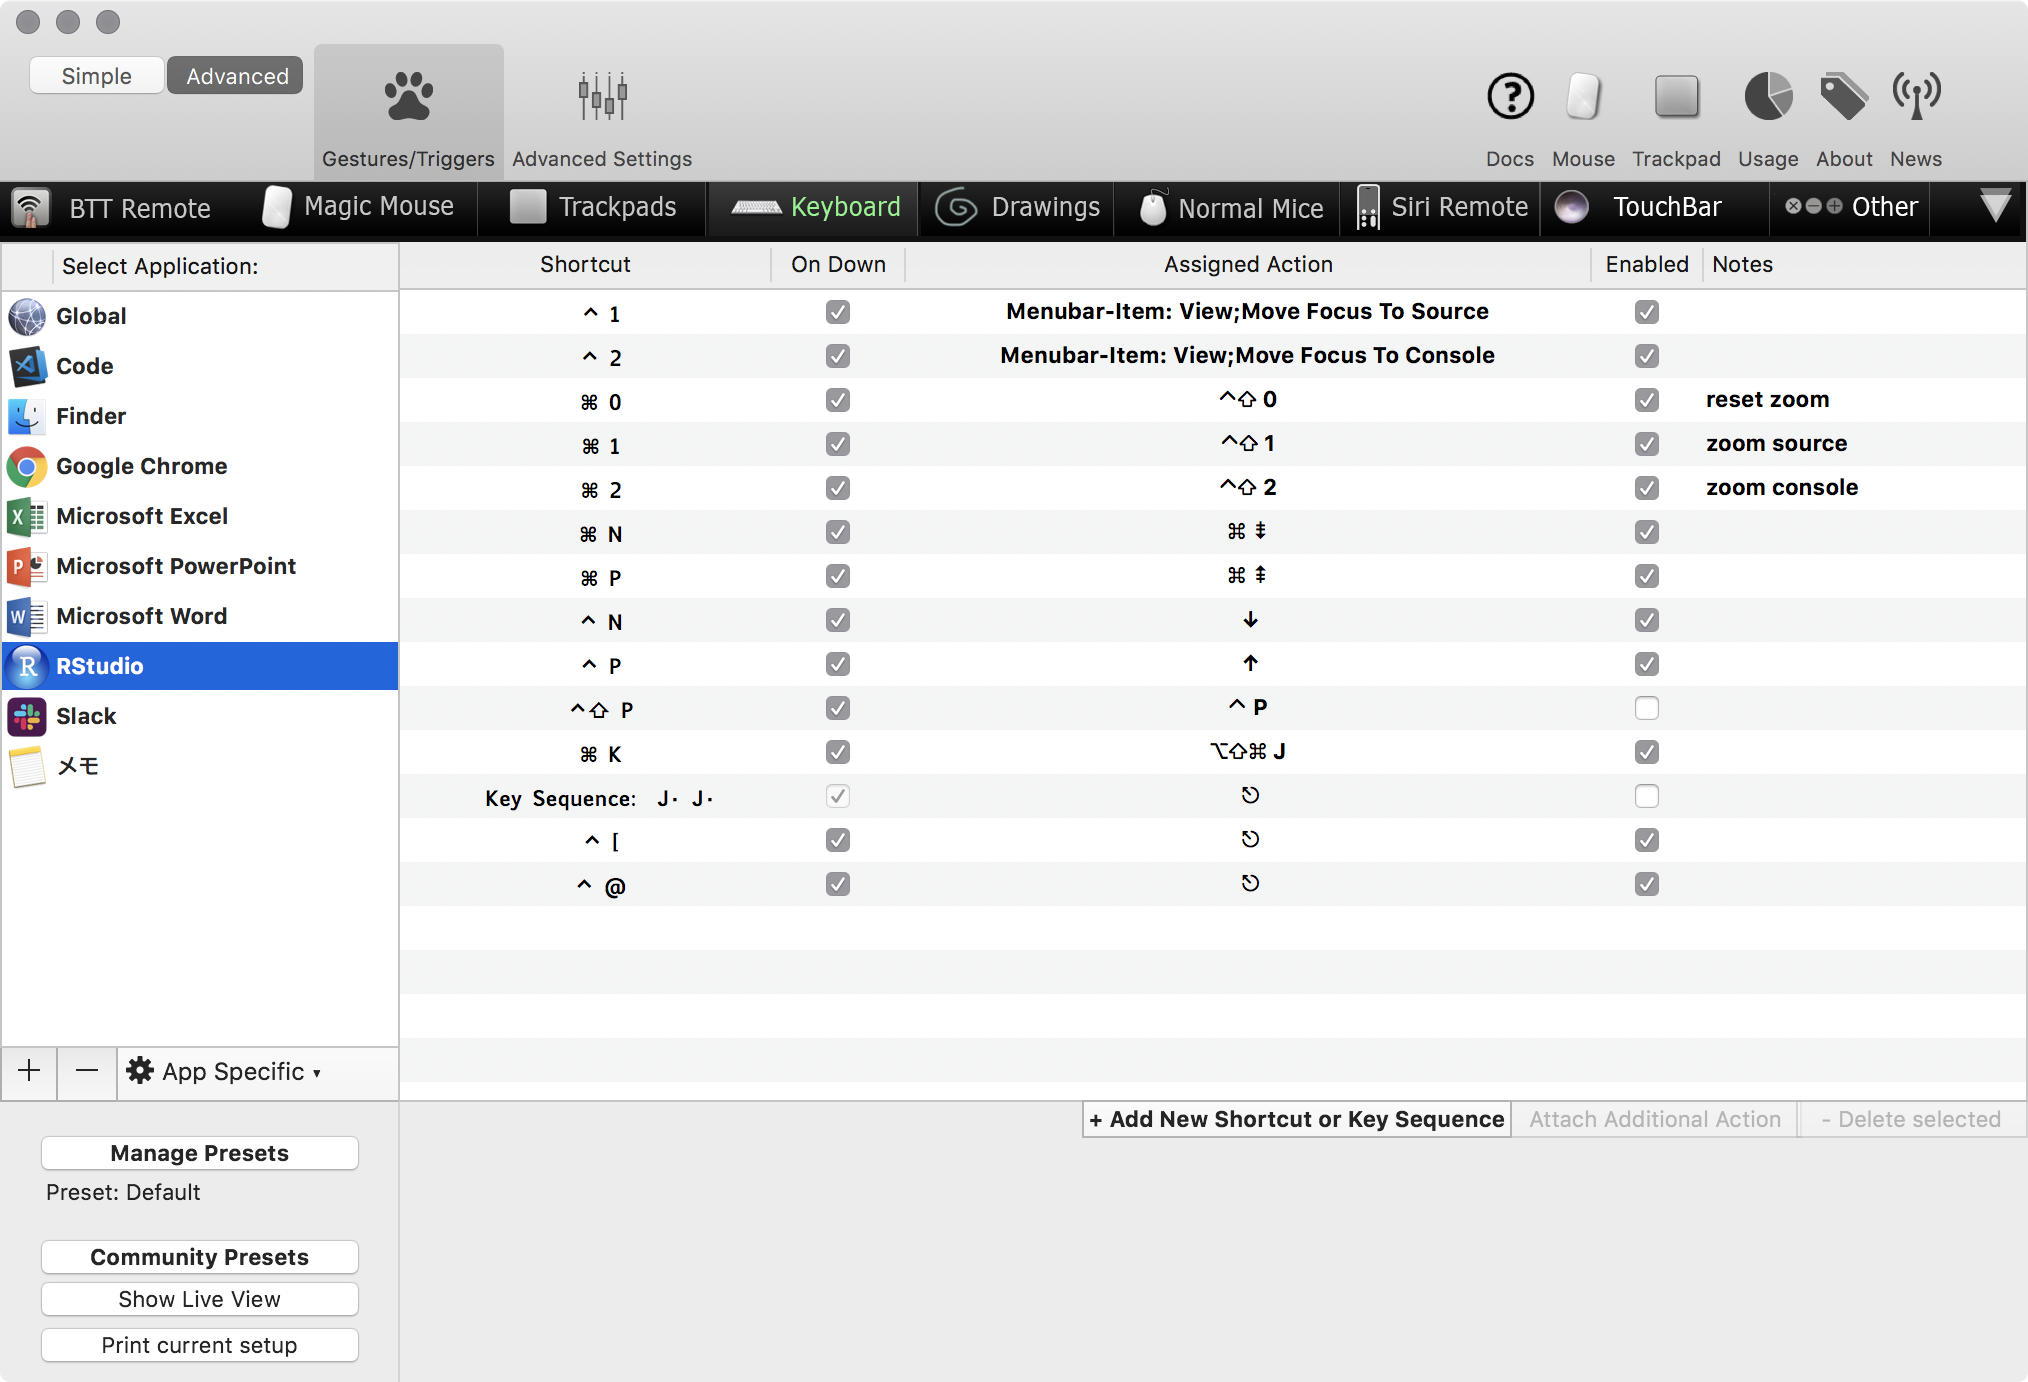 Simple Advanced
Gestures/Triggers Advanced Settings Docs Mouse Trackpad Usage About News
BTT Remote Magic Mouse Trackpads Keyboard Drawings Normal Mice Siri Remote TouchBar Other
Select Application: Shortcut On Down Assigned Action Enabled Notes
Global
Code
Finder
Google Chrome
Microsoft Excel
Microsoft PowerPoint
Microsoft Word
RStudio
Slack
メモ
^ 1 Menubar-Item: View;Move Focus To Source
^ 2 Menubar-Item: View;Move Focus To Console
⌘ 0 ^⇧ 0 reset zoom
⌘ 1 ^⇧ 1 zoom source
⌘ 2 ^⇧ 2 zoom console
⌘ N ⌘ ⇟
⌘ P ⌘ ⇞
^ N ↓
^ P ↑
^⇧ P ^ P
⌘ K ⌥⇧⌘ J
Key Sequence: J· J· ⎋
^ [ ⎋
^ @ ⎋
+ − App Specific ▾
+ Add New Shortcut or Key Sequence Attach Additional Action - Delete selected
Manage Presets
Preset: Default
Community Presets
Show Live View
Print current setup